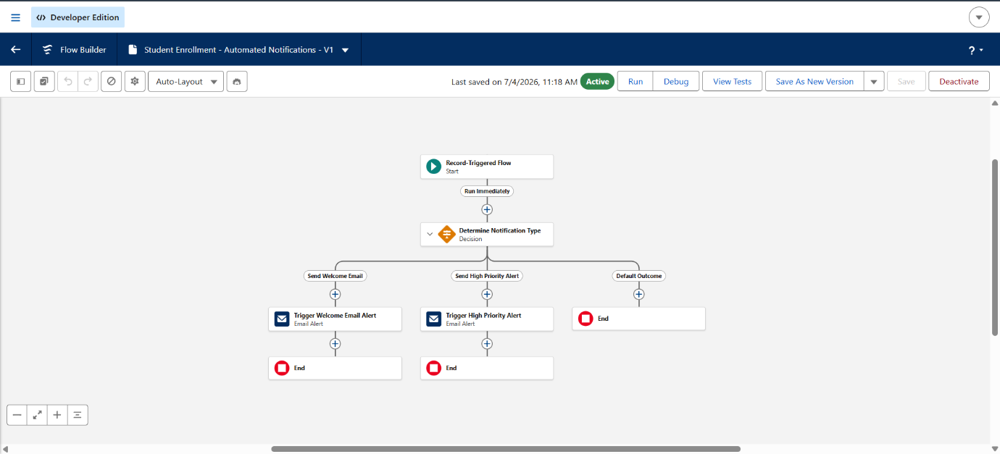 Developer Edition
Flow Builder
Student Enrollment - Automated Notifications - V1
?
Auto-Layout
Last saved on 7/4/2026, 11:18 AM
Active
Run
Debug
View Tests
Save As New Version
Save
Deactivate
Record-Triggered Flow
Start
Run Immediately
Determine Notification Type
Decision
Send Welcome Email
Send High Priority Alert
Default Outcome
Trigger Welcome Email Alert
Email Alert
Trigger High Priority Alert
Email Alert
End
End
End